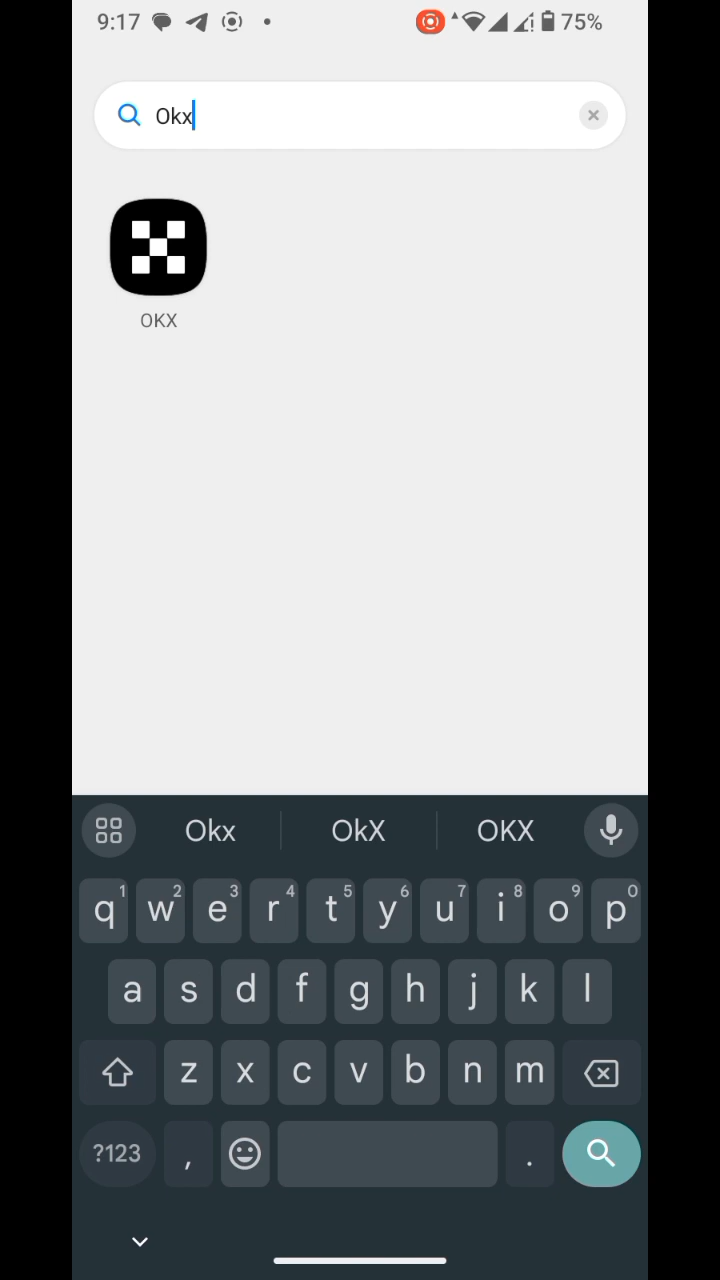 9:17 75%
Okx
OKX
Okx OkX OKX
q1 w2 e3 r4 t5 y6 u7 i8 o9 p0
a s d f g h j k l
z x c v b n m
?123 , .